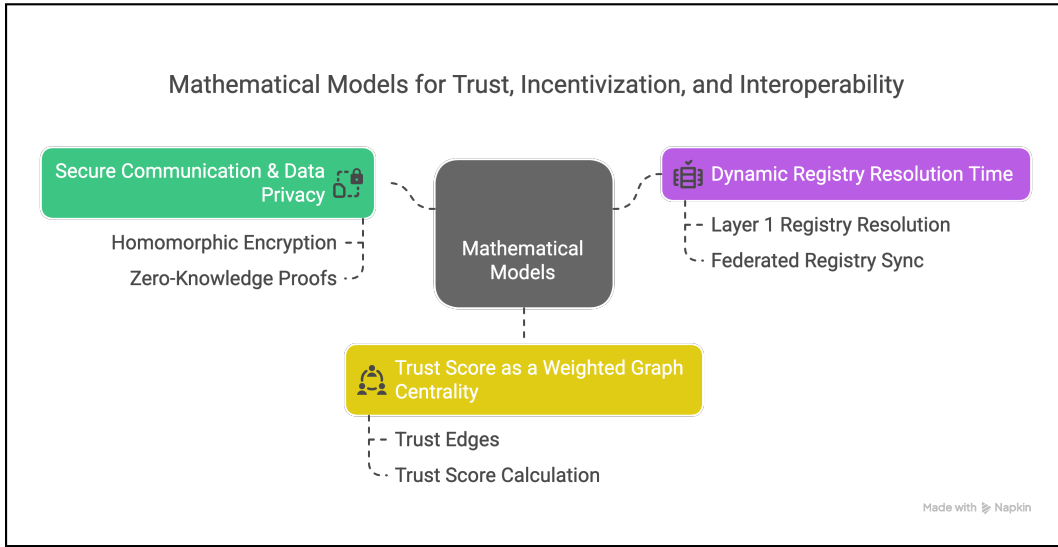 Mathematical Models for Trust, Incentivization, and Interoperability
Secure Communication & Data
Privacy
Homomorphic Encryption
Zero-Knowledge Proofs
Mathematical
Models
Dynamic Registry Resolution Time
Layer 1 Registry Resolution
Federated Registry Sync
Trust Score as a Weighted Graph
Centrality
Trust Edges
Trust Score Calculation
Made with Napkin